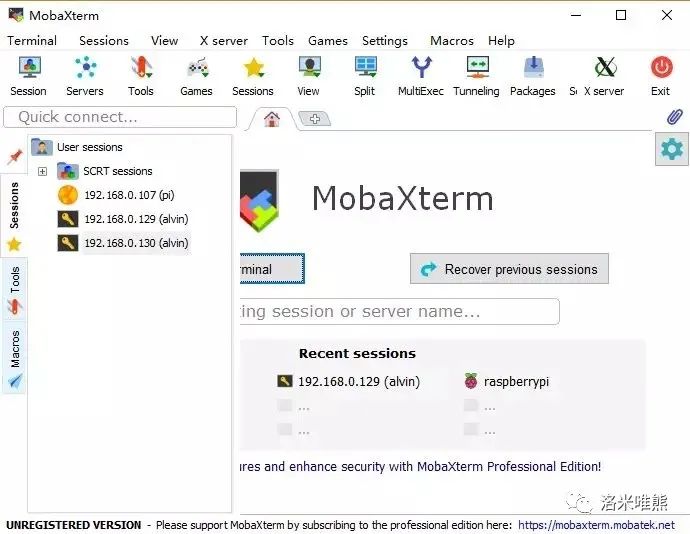 MobaXterm
Terminal Sessions View X server Tools Games Settings Macros Help
Session Servers Tools Games Sessions View Split MultiExec Tunneling Packages Se X server Exit
Quick connect...
User sessions
SCRT sessions
192.168.0.107 (pi)
192.168.0.129 (alvin)
192.168.0.130 (alvin)
Sessions
Tools
Macros
MobaXterm
rminal
Recover previous sessions
ing session or server name...
Recent sessions
192.168.0.129 (alvin) raspberrypi
... ...
... ...
ures and enhance security with MobaXterm Professional Edition!
洛米唯熊
UNREGISTERED VERSION - Please support MobaXterm by subscribing to the professional edition here: https://mobaxterm.mobatek.net